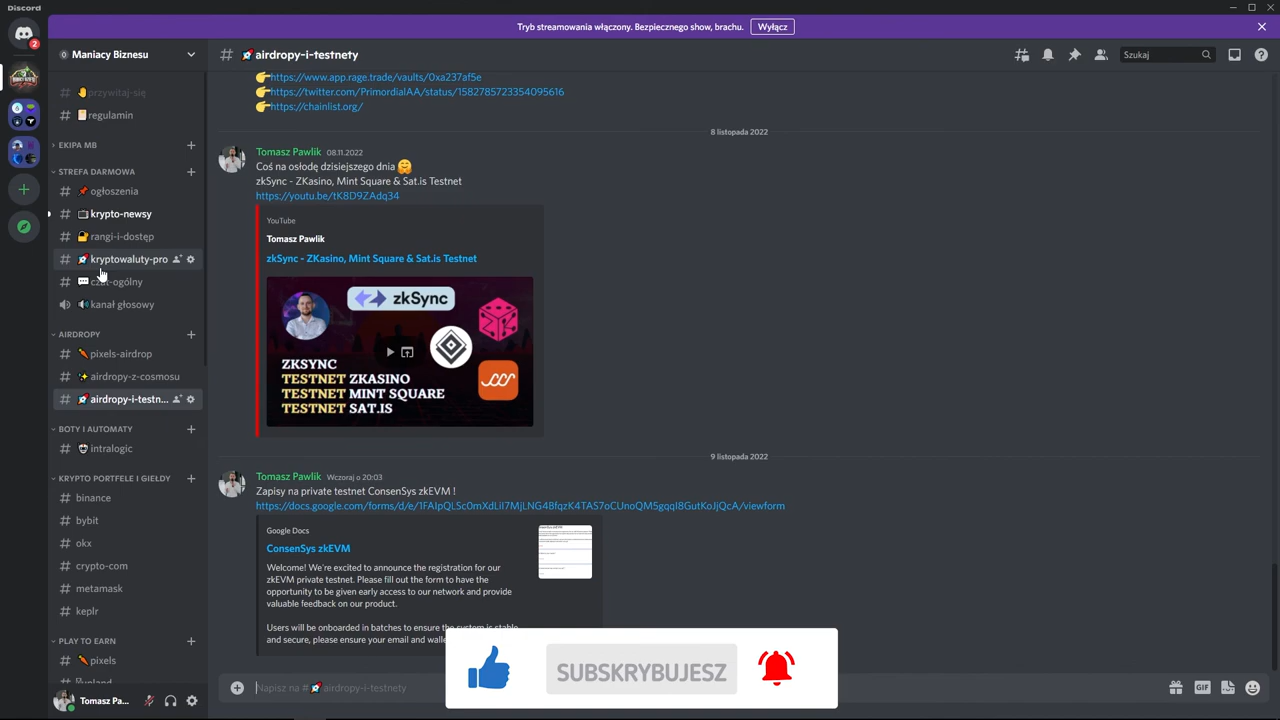 Discord
Tryb streamowania włączony. Bezpiecznego show, brachu.
Wyłącz
2
Maniacy Biznesu
przywitaj-się
regulamin
EKIPA MB
STREFA DARMOWA
ogłoszenia
krypto-newsy
rangi-i-dostęp
kryptowaluty-pro
czat-ogólny
kanał głosowy
AIRDROPY
pixels-airdrop
airdropy-z-cosmosu
airdropy-i-testn...
BOTY I AUTOMATY
intralogic
KRYPTO PORTFELE I GIEŁDY
binance
bybit
okx
crypto-com
metamask
keplr
PLAY TO EARN
pixels
Tomasz Pa...
airdropy-i-testnety
Szukaj
https://www.app.rage.trade/vaults/0xa237af5e
https://twitter.com/PrimordialAA/status/1582785723354095616
https://chainlist.org/
8 listopada 2022
Tomasz Pawlik 08.11.2022
Coś na osłodę dzisiejszego dnia
zkSync - ZKasino, Mint Square & Sat.is Testnet
https://youtu.be/tK8D9ZAdq34
YouTube
Tomasz Pawlik
zkSync - ZKasino, Mint Square & Sat.is Testnet
zkSync
ZKSYNC
TESTNET ZKASINO
TESTNET MINT SQUARE
TESTNET SAT.IS
9 listopada 2022
Tomasz Pawlik Wczoraj o 20:03
Zapisy na private testnet ConsenSys zkEVM !
https://docs.google.com/forms/d/e/1FAIpQLSc0mXdLiI7MjLNG48fqzK4TAS7oCUnoQM5gqqI8GutKoJjQcA/viewform
Google Docs
ConsenSys zkEVM
Welcome! We're excited to announce the registration for our
zkEVM private testnet. Please fill out the form to have the
opportunity to be given early access to our network and provide
valuable feedback on our product.
Users will be onboarded in batches to ensure the system is stable
and secure, please ensure your email and
SUBSKRYBUJESZ
Napisz na #airdropy-i-testnety
GIF